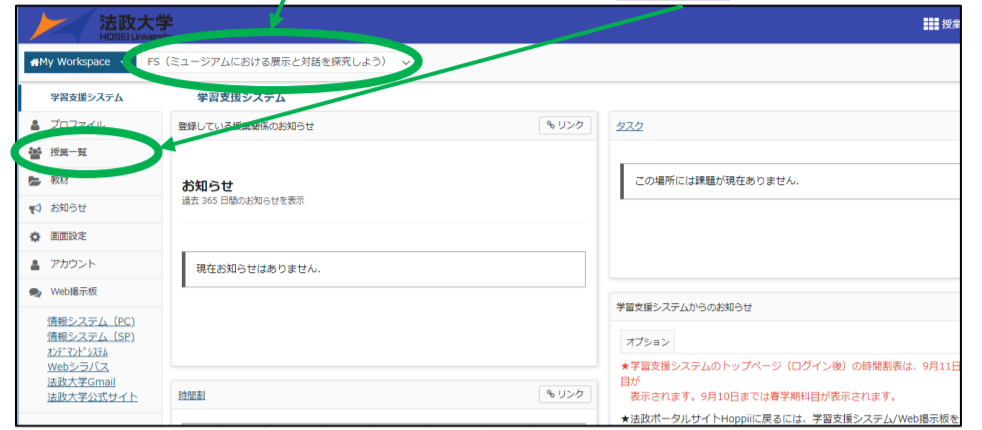 法政大学
HOSEI University
授業
My Workspace
FS（ミュージアムにおける展示と対話を探究しよう）
学習支援システム
学習支援システム
プロファイル
授業一覧
教材
お知らせ
画面設定
アカウント
Web掲示板
情報システム（PC)
情報システム（SP)
ｵﾝﾃﾞﾏﾝﾄﾞｼｽﾃﾑ
Webシラバス
法政大学Gmail
法政大学公式サイト
登録している授業関係のお知らせ
リンク
お知らせ
過去 365 日間のお知らせを表示
現在お知らせはありません.
時間割
リンク
タスク
この場所には課題が現在ありません.
学習支援システムからのお知らせ
オプション
★学習支援システムのトップページ（ログイン後）の時間割表は、9月11日
目が
表示されます。9月10日までは春学期科目が表示されます。
★法政ポータルサイトHoppiiに戻るには、学習支援システム/Web掲示板を